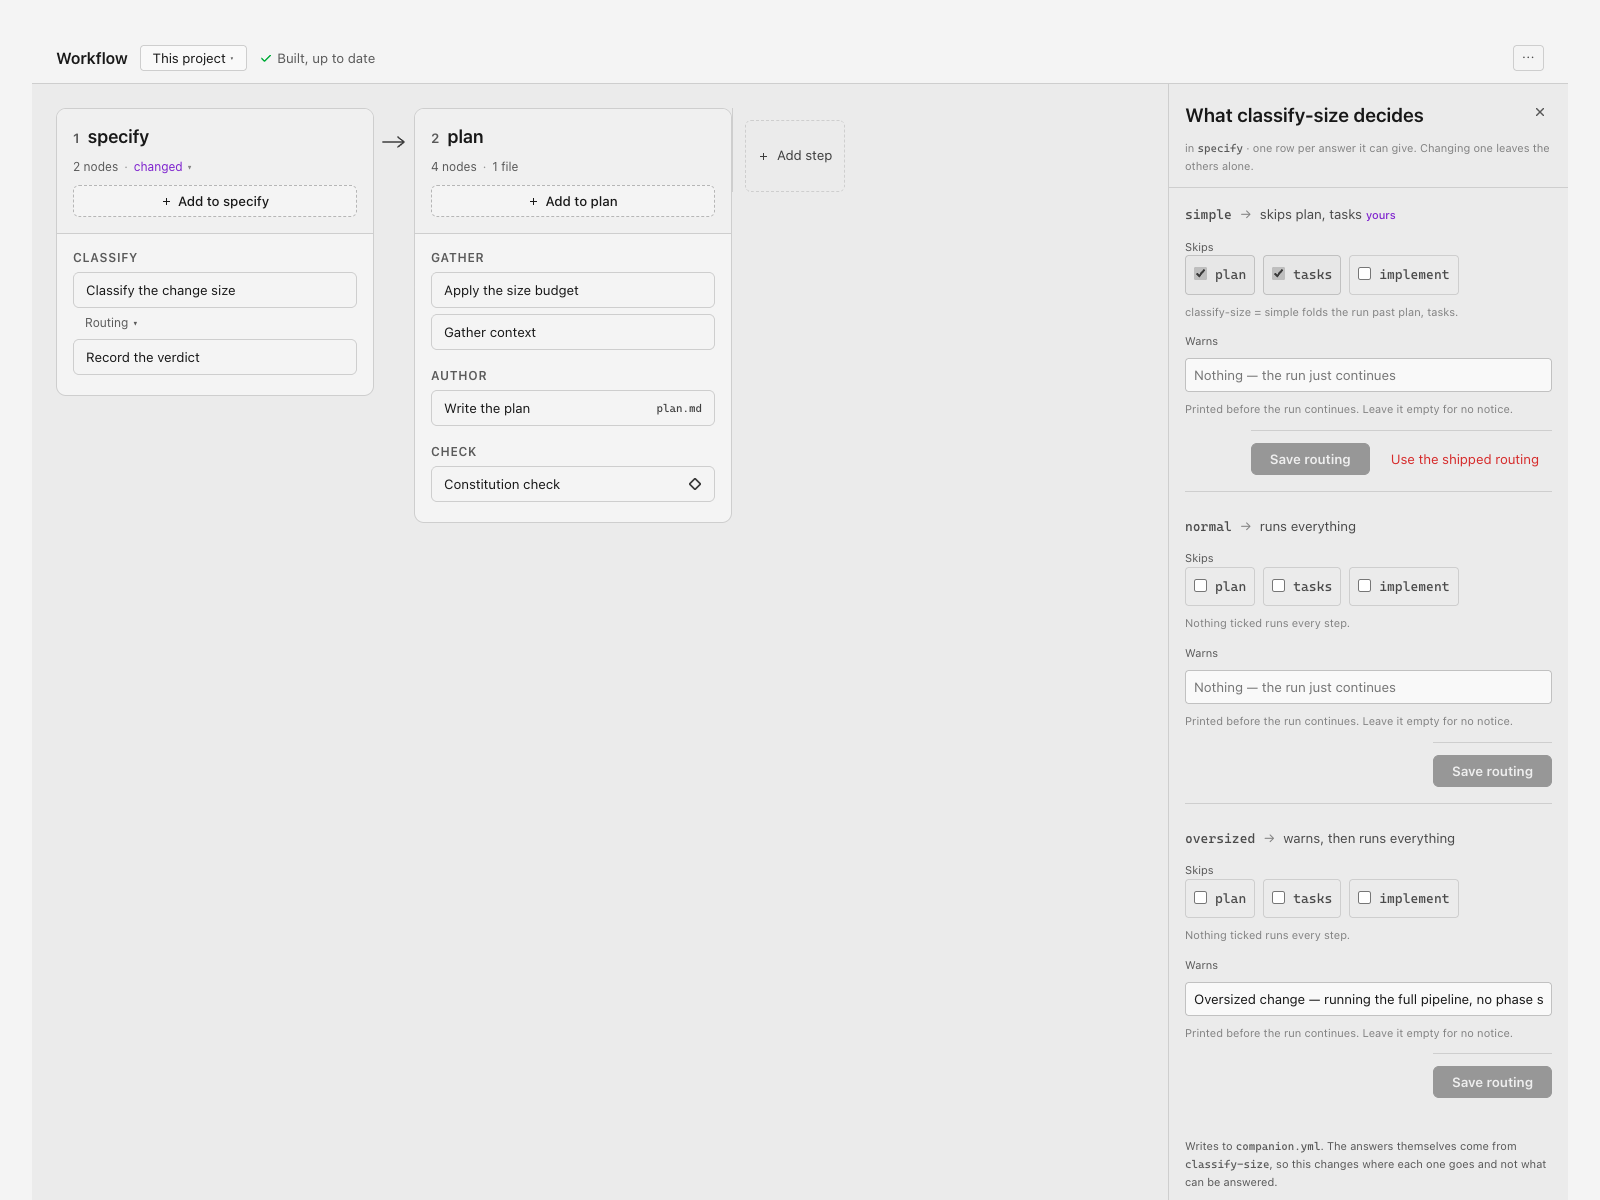 Workflow
This project
Built, up to date
...
1 specify
2 nodes · changed
+ Add to specify
CLASSIFY
Classify the change size
Routing
Record the verdict
2 plan
4 nodes · 1 file
+ Add to plan
GATHER
Apply the size budget
Gather context
AUTHOR
Write the plan plan.md
CHECK
Constitution check
+ Add step
What classify-size decides
in specify · one row per answer it can give. Changing one leaves the
others alone.
simple → skips plan, tasks yours
Skips
plan tasks implement
classify-size = simple folds the run past plan, tasks.
Warns
Nothing — the run just continues
Printed before the run continues. Leave it empty for no notice.
Save routing Use the shipped routing
normal → runs everything
Skips
plan tasks implement
Nothing ticked runs every step.
Warns
Nothing — the run just continues
Printed before the run continues. Leave it empty for no notice.
Save routing
oversized → warns, then runs everything
Skips
plan tasks implement
Nothing ticked runs every step.
Warns
Oversized change — running the full pipeline, no phase s
Printed before the run continues. Leave it empty for no notice.
Save routing
Writes to companion.yml. The answers themselves come from
classify-size, so this changes where each one goes and not what
can be answered.